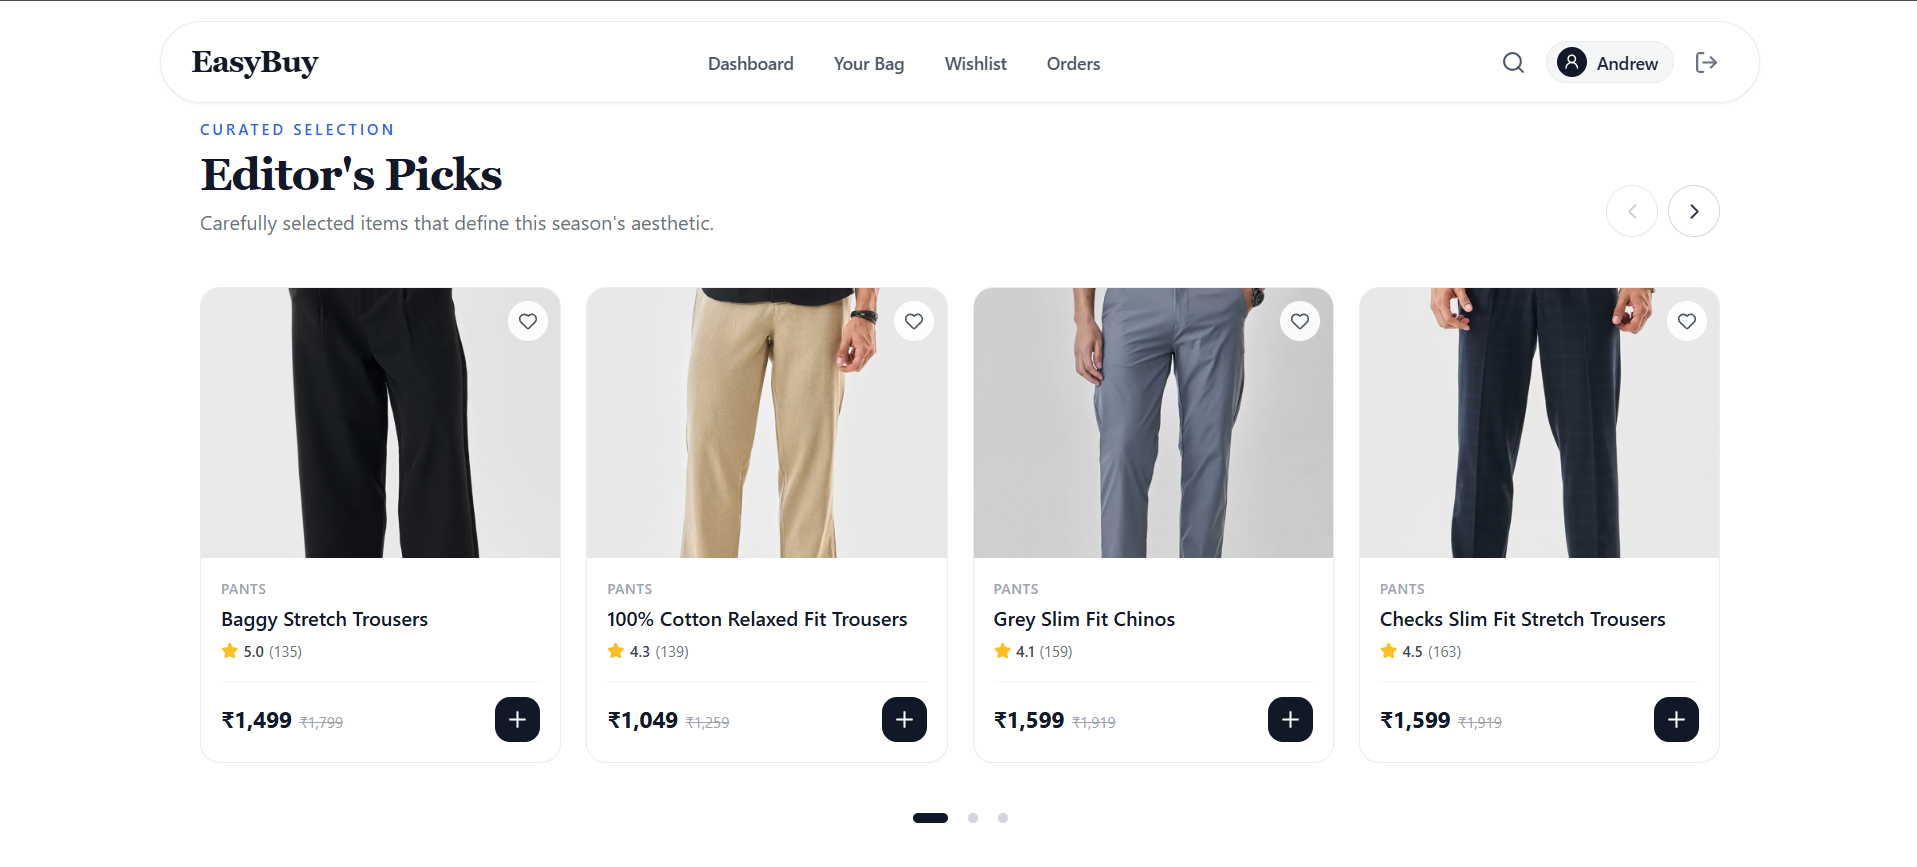 EasyBuy
Dashboard
Your Bag
Wishlist
Orders
Andrew
CURATED SELECTION
Editor's Picks
Carefully selected items that define this season's aesthetic.
PANTS
Baggy Stretch Trousers
5.0 (135)
₹1,499 ₹1,799
PANTS
100% Cotton Relaxed Fit Trousers
4.3 (139)
₹1,049 ₹1,259
PANTS
Grey Slim Fit Chinos
4.1 (159)
₹1,599 ₹1,919
PANTS
Checks Slim Fit Stretch Trousers
4.5 (163)
₹1,599 ₹1,919